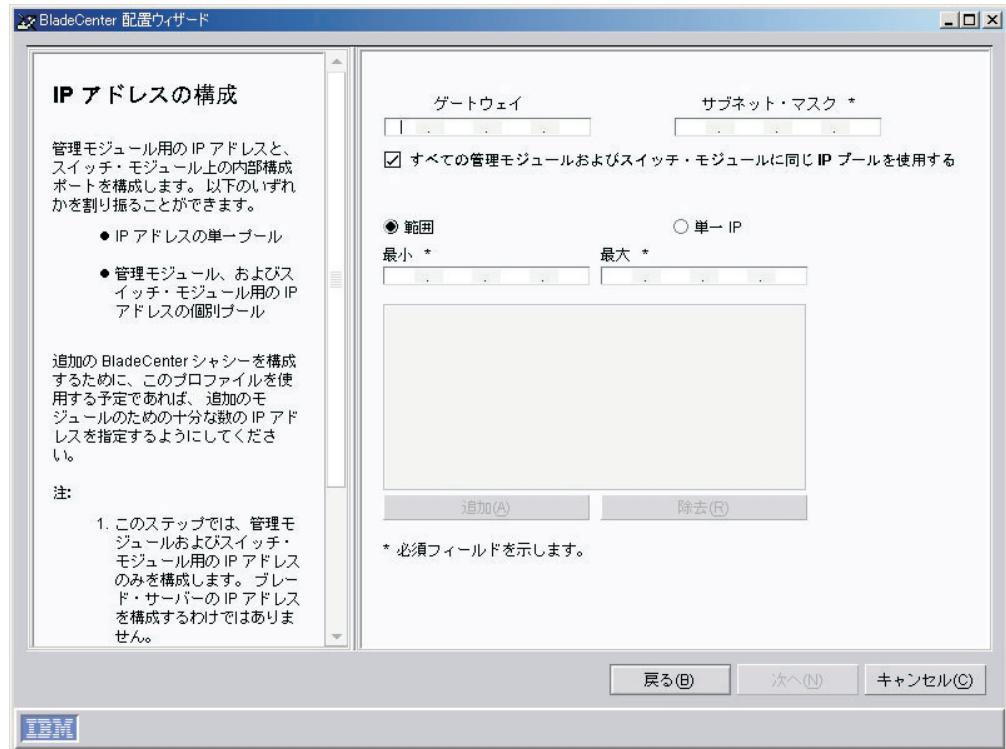 BladeCenter 配置ウィザード
IP アドレスの構成
管理モジュール用の IP アドレスと、
スイッチ・モジュール上の内部構成
ポートを構成します。 以下のいずれ
かを割り振ることができます。
● IP アドレスの単一プール
● 管理モジュール、およびス
イッチ・モジュール用の IP
アドレスの個別プール
追加の BladeCenter シャシーを構成
するために、このプロファイルを使
用する予定であれば、 追加のモ
ジュールのための十分な数の IP アド
レスを指定するようにしてくださ
い。
注:
1. このステップでは、管理モ
ジュールおよびスイッチ・
モジュール用の IP アドレス
のみを構成します。 ブレー
ド・サーバーの IP アドレス
を構成するわけではありま
せん。
ゲートウェイ
サブネット・マスク *
すべての管理モジュールおよびスイッチ・モジュールに同じ IP プールを使用する
範囲
単一 IP
最小 *
最大 *
追加(A)
除去(R)
* 必須フィールドを示します。
戻る(B)
次へ(N)
キャンセル(C)
IBM